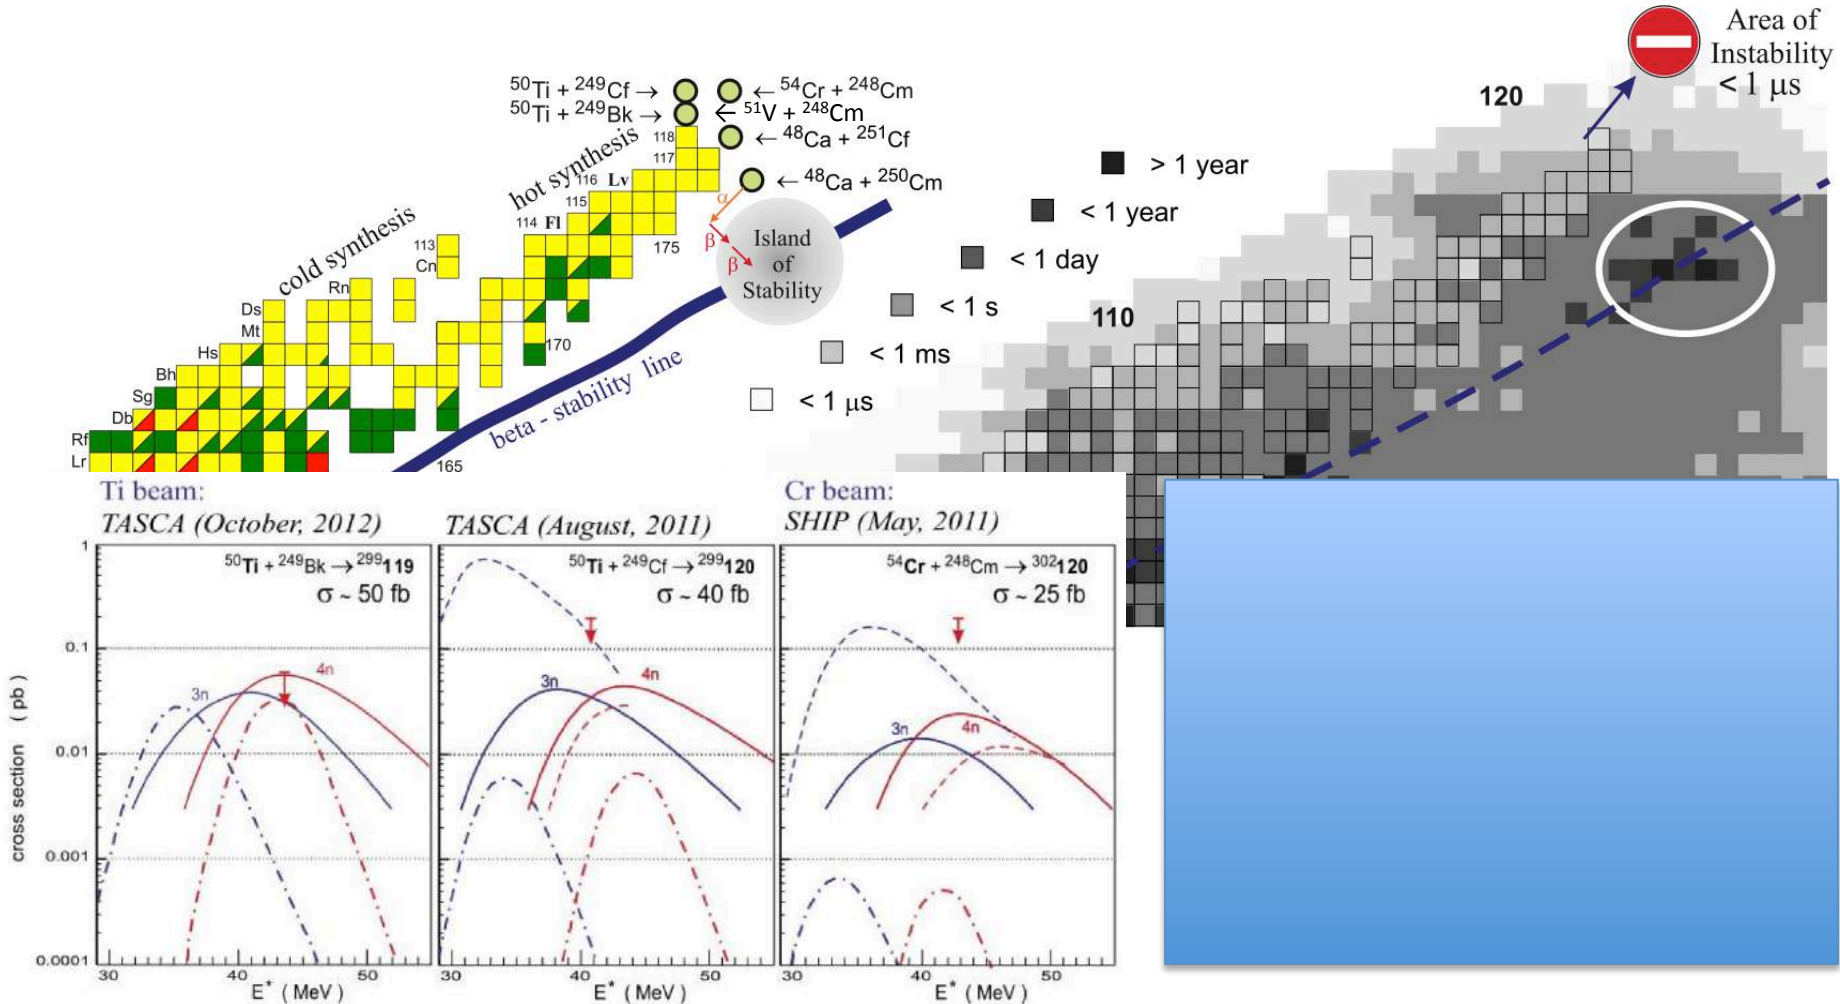 ⁵⁰Ti + ²⁴⁹Cf →
← ⁵⁴Cr + ²⁴⁸Cm
⁵⁰Ti + ²⁴⁹Bk →
← ⁵¹V + ²⁴⁸Cm
← ⁴⁸Ca + ²⁵¹Cf
← ⁴⁸Ca + ²⁵⁰Cm
hot synthesis
cold synthesis
118
117
116 Lv
115
114 Fl
113
Cn
Rn
Ds
Mt
Hs
Bh
Sg
Db
Rf
Lr
175
170
165
α
β
β
Island
of
Stability
beta - stability line
> 1 year
< 1 year
< 1 day
< 1 s
< 1 ms
< 1 μs
110
120
Area of
Instability
< 1 μs
Ti beam:
TASCA (October, 2012)
⁵⁰Ti + ²⁴⁹Bk → ²⁹⁹119
σ ~ 50 fb
3n
4n
TASCA (August, 2011)
⁵⁰Ti + ²⁴⁹Cf → ²⁹⁹120
σ ~ 40 fb
3n
4n
Cr beam:
SHIP (May, 2011)
⁵⁴Cr + ²⁴⁸Cm → ³⁰²120
σ ~ 25 fb
3n
4n
cross section ( pb )
1
0.1
0.01
0.001
0.0001
30 40 50
E* ( MeV )
30 40 50
E* ( MeV )
30 40 50
E* ( MeV )